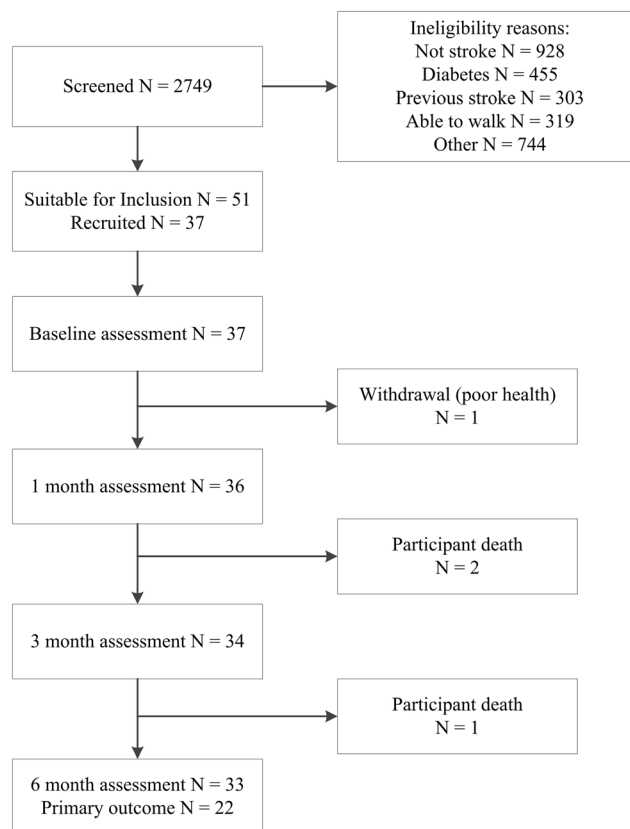 Screened N = 2749
Ineligibility reasons:
Not stroke N = 928
Diabetes N = 455
Previous stroke N = 303
Able to walk N = 319
Other N = 744
Suitable for Inclusion N = 51
Recruited N = 37
Baseline assessment N = 37
Withdrawal (poor health)
N = 1
1 month assessment N = 36
Participant death
N = 2
3 month assessment N = 34
Participant death
N = 1
6 month assessment N = 33
Primary outcome N = 22